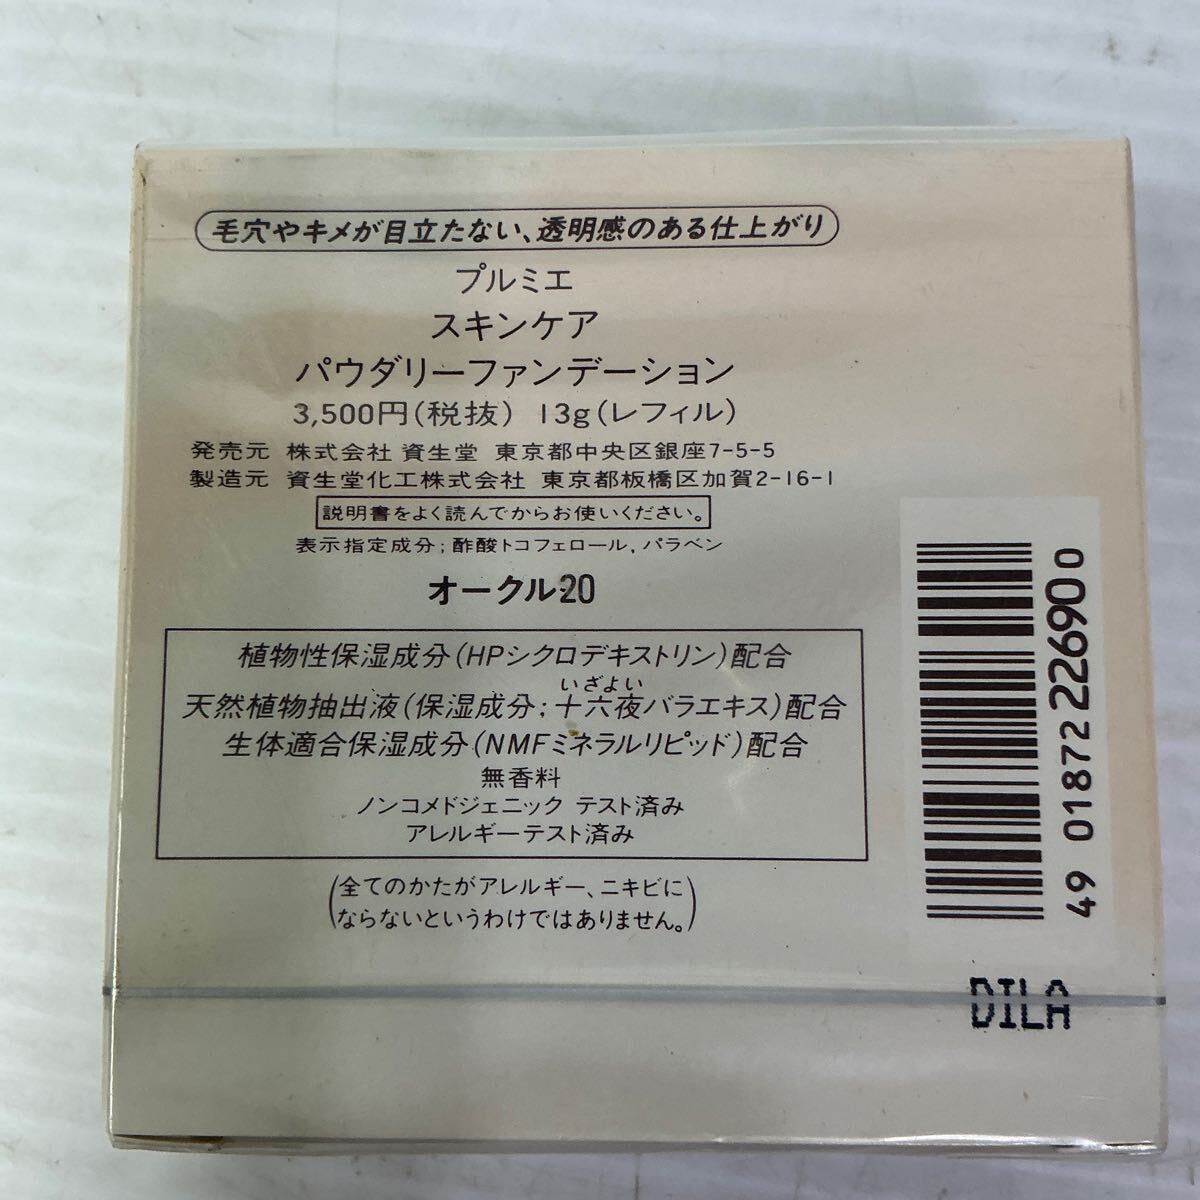 毛穴やキメが目立たない、透明感のある仕上がり
プルミエ
スキンケア
パウダリーファンデーション
3,500円(税抜) 13g(レフィル)
発売元 株式会社 資生堂 東京都中央区銀座7-5-5
製造元 資生堂化工株式会社 東京都板橋区加賀2-16-1
説明書をよく読んでからお使いください。
表示指定成分;酢酸トコフェロール,パラベン
オークル20
植物性保湿成分(HPシクロデキストリン)配合
いざよい
天然植物抽出液(保湿成分;十六夜バラエキス)配合
生体適合保湿成分(NMFミネラルリピッド)配合
無香料
ノンコメドジェニック テスト済み
アレルギーテスト済み
(全てのかたがアレルギー、ニキビに
ならないというわけではありません。)
49 01872 22690 0
DILA